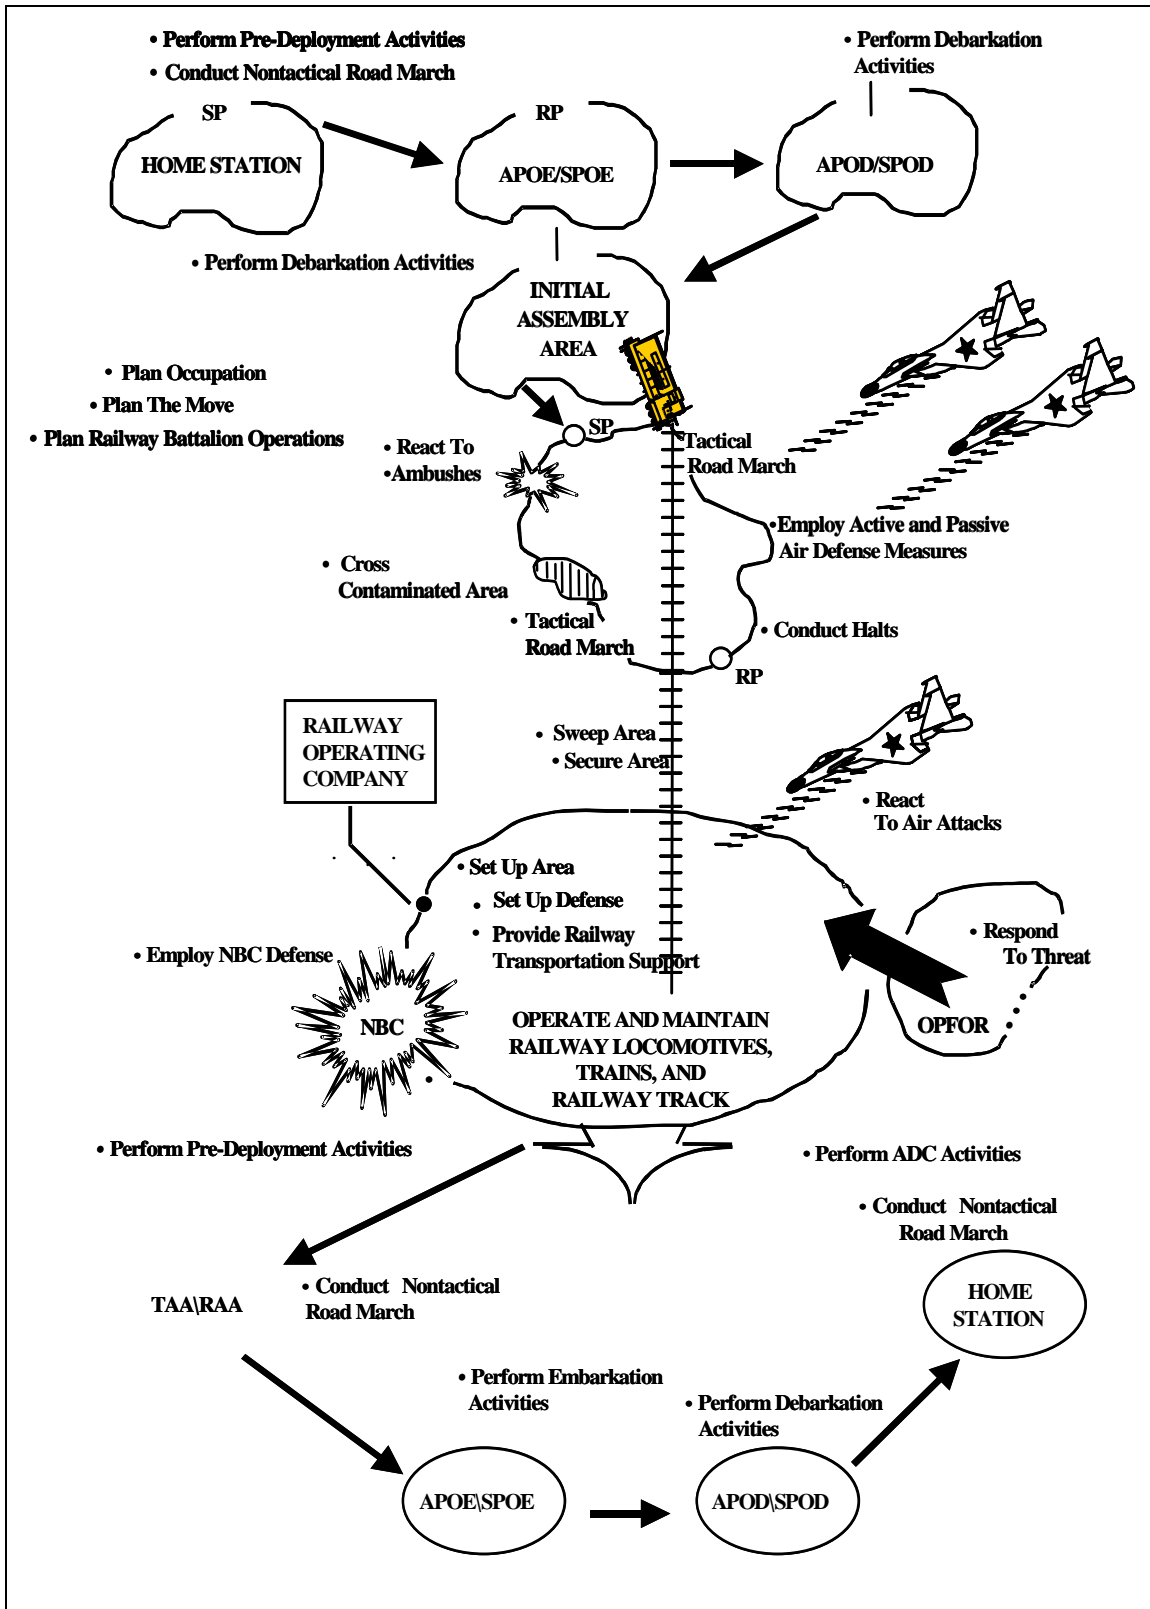 • Perform Pre-Deployment Activities
• Conduct Nontactical Road March
• Perform Debarkation
Activities
SP
HOME STATION
RP
APOE/SPOE
APOD/SPOD
• Perform Debarkation Activities
INITIAL
ASSEMBLY
AREA
• Plan Occupation
• Plan The Move
• Plan Railway Battalion Operations
SP
• React To
• Ambushes
Tactical
Road March
• Employ Active and Passive
Air Defense Measures
• Cross
Contaminated Area
• Tactical
Road March
• Conduct Halts
RP
RAILWAY
OPERATING
COMPANY
• Sweep Area
• Secure Area
• React
To Air Attacks
• Set Up Area
• Set Up Defense
• Provide Railway
Transportation Support
• Employ NBC Defense
NBC
• Respond
To Threat
OPFOR
OPERATE AND MAINTAIN
RAILWAY LOCOMOTIVES,
TRAINS, AND
RAILWAY TRACK
• Perform Pre-Deployment Activities
• Perform ADC Activities
• Conduct Nontactical
Road March
TAA\RAA
• Conduct Nontactical
Road March
HOME
STATION
• Perform Embarkation
Activities
• Perform Debarkation
Activities
APOE\SPOE
APOD\SPOD